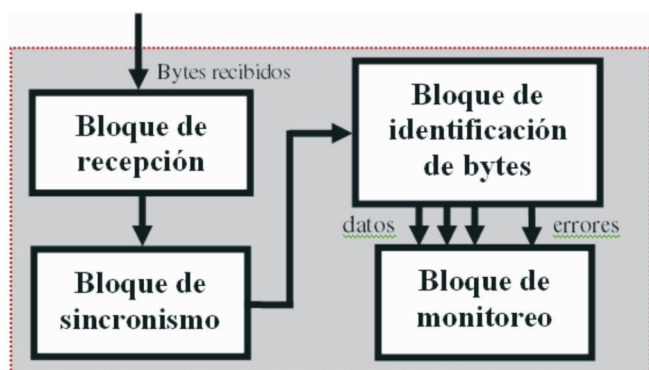 Bytes recibidos
Bloque de
recepción
Bloque de
sincronismo
Bloque de
identificación
de bytes
datos
errores
Bloque de
monitoreo